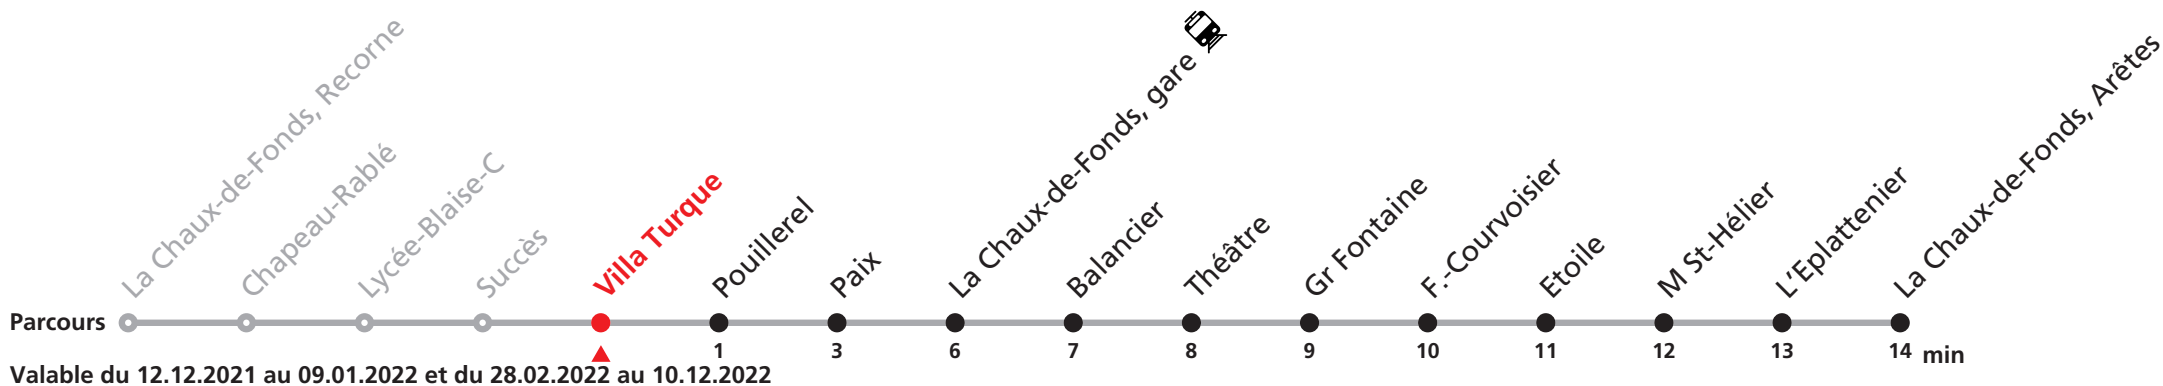 La Chaux-de-Fonds, Recorne
Chapeau-Rablé
Lycée-Blaise-C
Succès
Villa Turque
Pouillerel
Paix
La Chaux-de-Fonds, gare
Balancier
Théâtre
Gr Fontaine
F.-Courvoisier
Etoile
M St-Hélier
L'Eplattenier
La Chaux-de-Fonds, Arêtes
Parcours
1 3 6 7 8 9 10 11 12 13 14 min
Valable du 12.12.2021 au 09.01.2022 et du 28.02.2022 au 10.12.2022